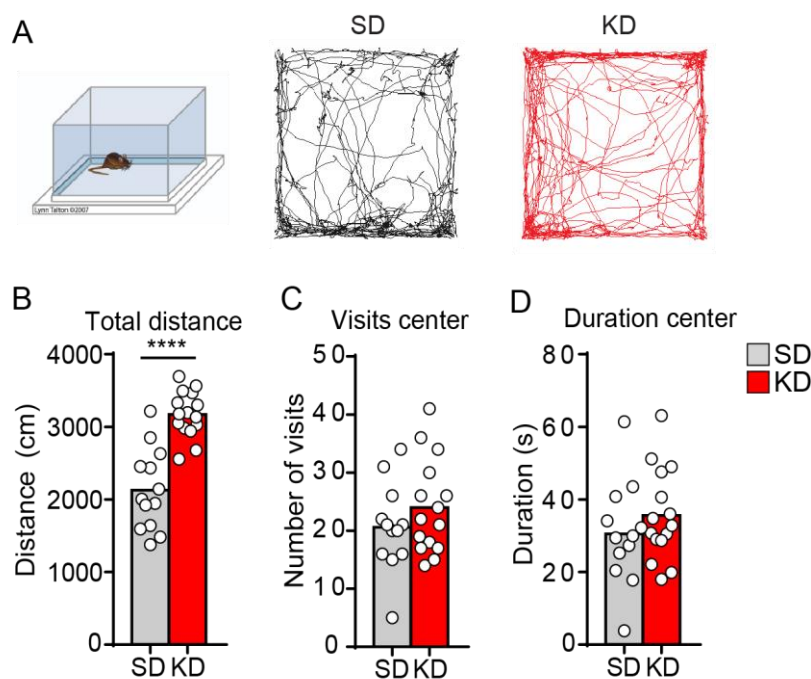 A
SD
KD
Lynn Talton ©2007
B
Total distance
****
Distance (cm)
4000
3000
2000
1000
0
SD KD
C
Visits center
Number of visits
50
40
30
20
10
0
SD KD
D
Duration center
Duration (s)
80
60
40
20
0
SD KD
SD
KD